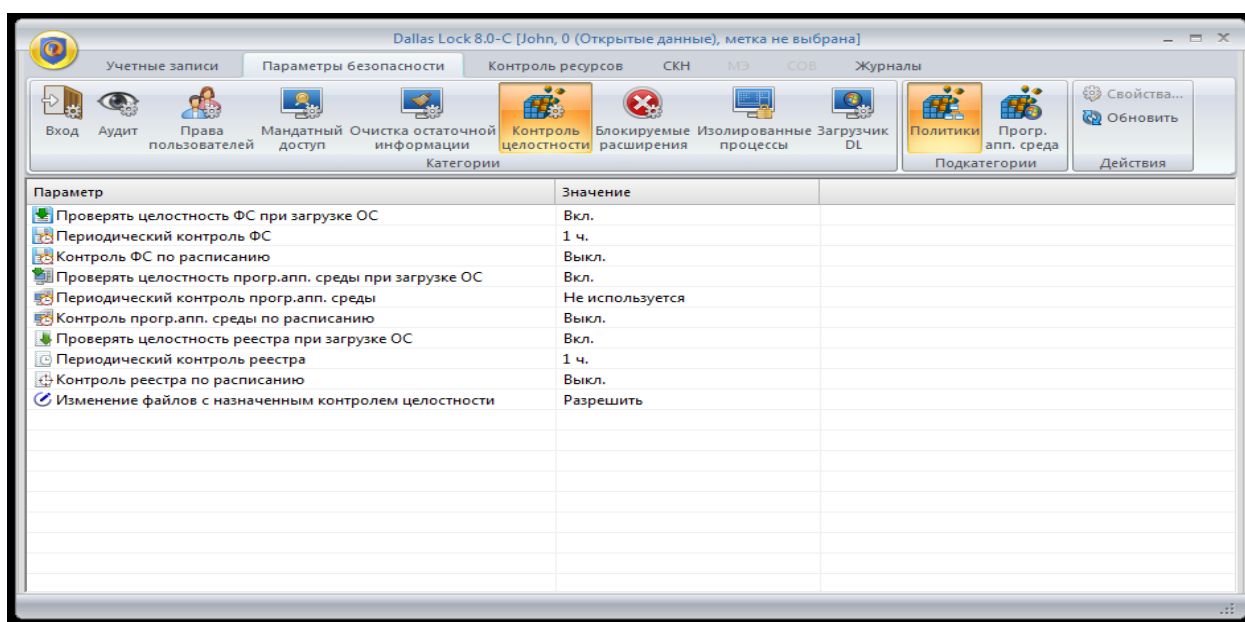 Dallas Lock 8.0-C [John, 0 (Открытые данные), метка не выбрана]
Учетные записи Параметры безопасности Контроль ресурсов СКН МЭ СОВ Журналы
Вход Аудит Права пользователей Мандатный доступ Очистка остаточной информации Контроль целостности Блокируемые расширения Изолированные процессы Загрузчик DL Политики Прогр. апп. среда Свойства...
Обновить
Категории Подкатегории Действия
Параметр Значение
Проверять целостность ФС при загрузке ОС Вкл.
Периодический контроль ФС 1 ч.
Контроль ФС по расписанию Выкл.
Проверять целостность прогр.апп. среды при загрузке ОС Вкл.
Периодический контроль прогр.апп. среды Не используется
Контроль прогр.апп. среды по расписанию Выкл.
Проверять целостность реестра при загрузке ОС Вкл.
Периодический контроль реестра 1 ч.
Контроль реестра по расписанию Выкл.
Изменение файлов с назначенным контролем целостности Разрешить